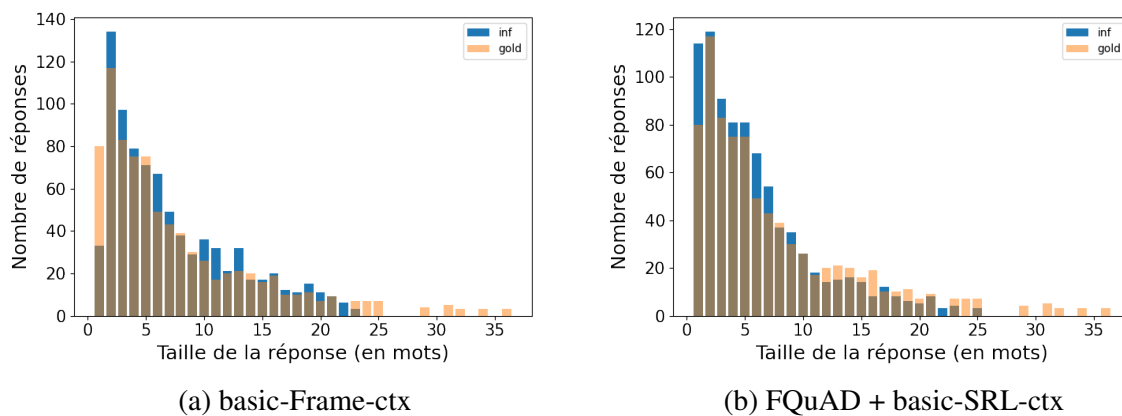 140
120
100
80
60
40
20
0
Nombre de réponses
0 5 10 15 20 25 30 35
Taille de la réponse (en mots)
inf
gold
(a) basic-Frame-ctx
120
100
80
60
40
20
0
Nombre de réponses
0 5 10 15 20 25 30 35
Taille de la réponse (en mots)
inf
gold
(b) FQuAD + basic-SRL-ctx